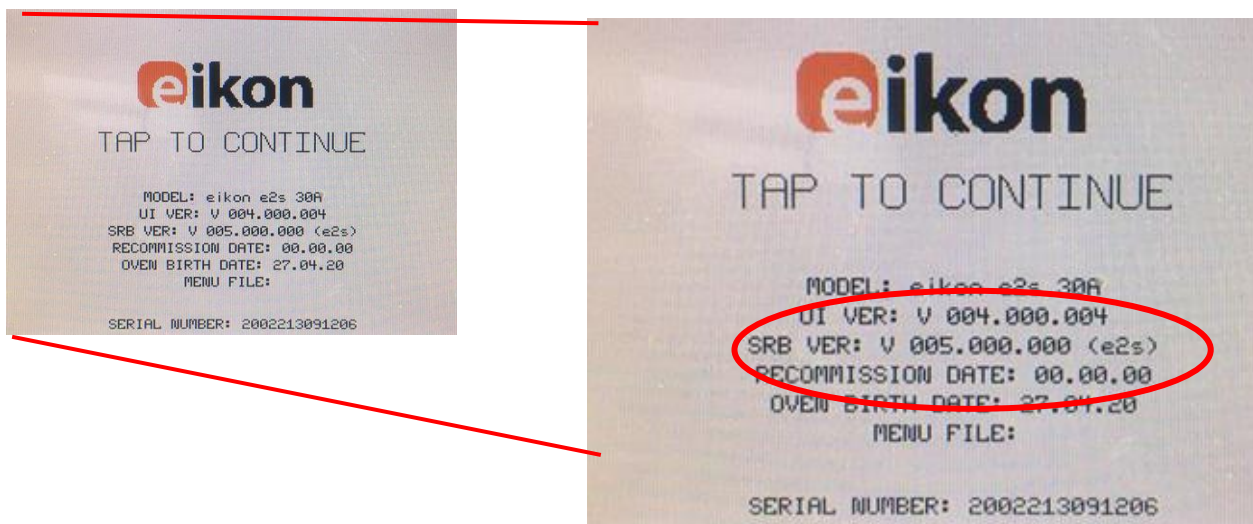 eikon
TAP TO CONTINUE
MODEL: eikon e2s 30A
UI VER: V 004.000.004
SRB VER: V 005.000.000 (e2s)
RECOMMISSION DATE: 00.00.00
OVEN BIRTH DATE: 27.04.20
MENU FILE:
SERIAL NUMBER: 2002213091206
eikon
TAP TO CONTINUE
MODEL: eikon e2s 30A
UI VER: V 004.000.004
SRB VER: V 005.000.000 (e2s)
RECOMMISSION DATE: 00.00.00
OVEN BIRTH DATE: 27.04.20
MENU FILE:
SERIAL NUMBER: 2002213091206